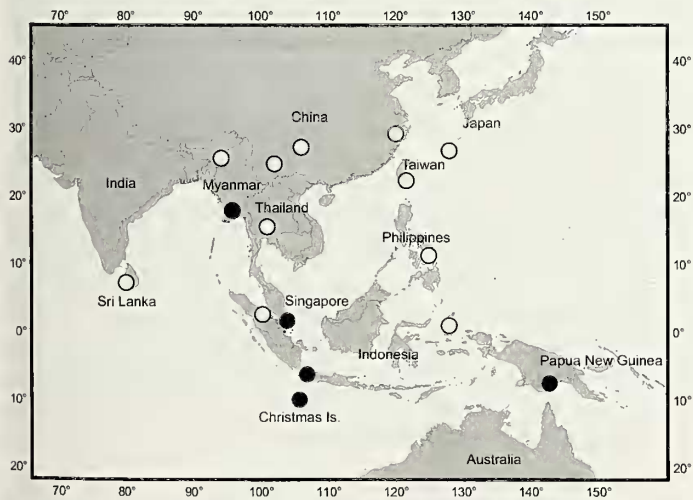 70° 80° 90° 100° 110° 120° 130° 140° 150°
40° 40°
China
30° Japan 30°
Taiwan
India Myanmar
20° 20°
Thailand
Philippines
10° 10°
Sri Lanka Singapore
0° 0°
Indonesia Papua New Guinea
10° 10°
Christmas Is.
Australia
20° 20°
70° 80° 90° 100° 110° 120° 130° 140° 150°